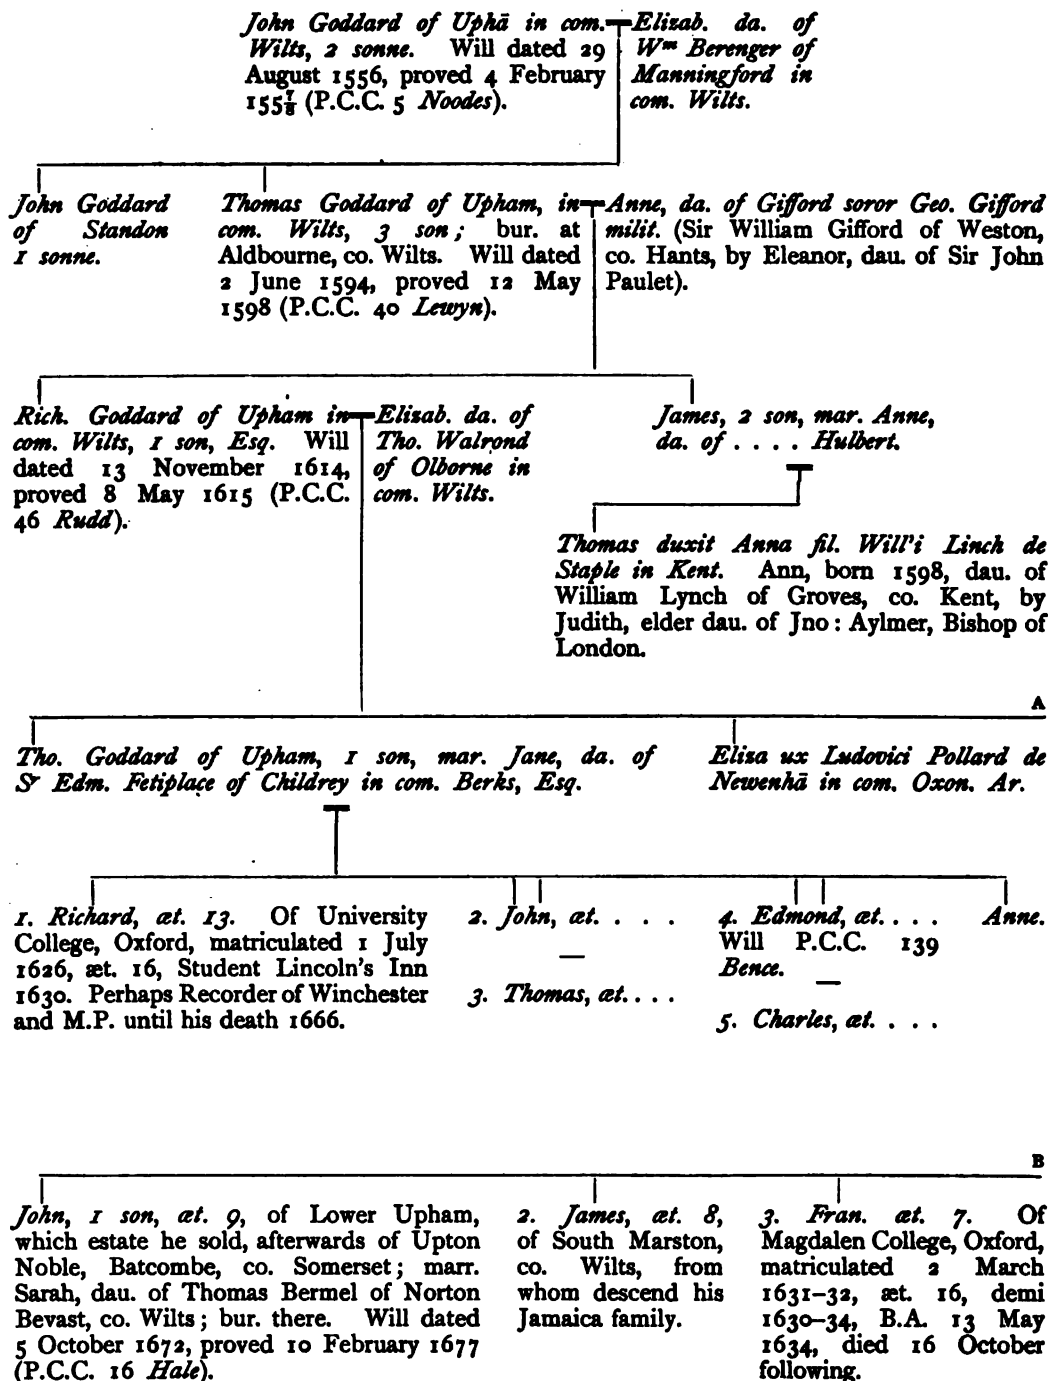 John Goddard of Uphā in com.
Wilts, 2 sonne. Will dated 29
August 1556, proved 4 February
155⅞ (P.C.C. 5 Noodes).
Elizab. da. of
Wᵐ Berenger of
Manningford in
com. Wilts.
John Goddard
of Standon
1 sonne.
Thomas Goddard of Upham, in
com. Wilts, 3 son; bur. at
Aldbourne, co. Wilts. Will dated
2 June 1594, proved 12 May
1598 (P.C.C. 40 Lewyn).
Anne, da. of Gifford soror Geo. Gifford
milit. (Sir William Gifford of Weston,
co. Hants, by Eleanor, dau. of Sir John
Paulet).
Rich. Goddard of Upham in
com. Wilts, 1 son, Esq. Will
dated 13 November 1614,
proved 8 May 1615 (P.C.C.
46 Rudd).
Elizab. da. of
Tho. Walrond
of Olborne in
com. Wilts.
James, 2 son, mar. Anne,
da. of . . . . Hulbert.
Thomas duxit Anna fil. Will'i Linch de
Staple in Kent. Ann, born 1598, dau. of
William Lynch of Groves, co. Kent, by
Judith, elder dau. of Jno: Aylmer, Bishop of
London.
A
Tho. Goddard of Upham, 1 son, mar. Jane, da. of
Sʳ Edm. Fetiplace of Childrey in com. Berks, Esq.
Eliza ux Ludovici Pollard de
Newenhā in com. Oxon. Ar.
1. Richard, æt. 13. Of University
College, Oxford, matriculated 1 July
1626, æt. 16, Student Lincoln's Inn
1630. Perhaps Recorder of Winchester
and M.P. until his death 1666.
2. John, æt. . . .
3. Thomas, æt. . . .
4. Edmond, æt. . . .
Will P.C.C. 139
Bence.
5. Charles, æt. . . .
Anne.
B
John, 1 son, æt. 9, of Lower Upham,
which estate he sold, afterwards of Upton
Noble, Batcombe, co. Somerset; marr.
Sarah, dau. of Thomas Bermel of Norton
Bevast, co. Wilts; bur. there. Will dated
5 October 1672, proved 10 February 1677
(P.C.C. 16 Hale).
2. James, æt. 8,
of South Marston,
co. Wilts, from
whom descend his
Jamaica family.
3. Fran. æt. 7. Of
Magdalen College, Oxford,
matriculated 2 March
1631–32, æt. 16, demi
1630–34, B.A. 13 May
1634, died 16 October
following.